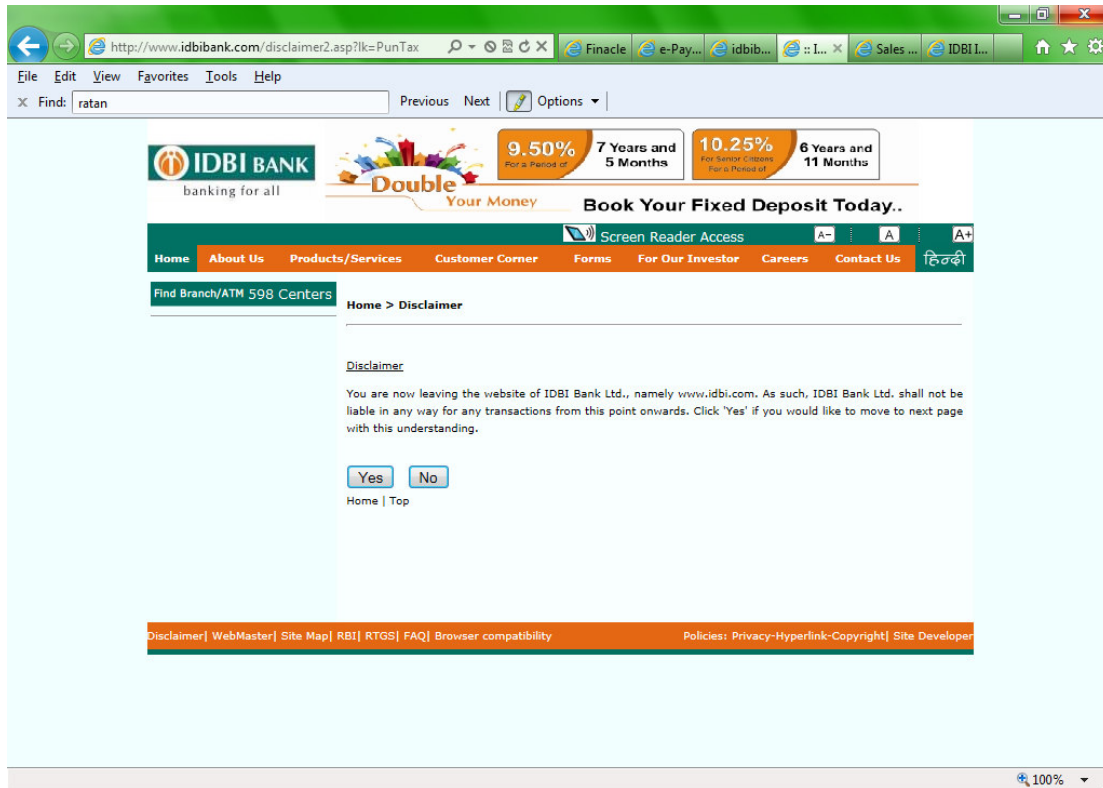 http://www.idbibank.com/disclaimer2.asp?lk=PunTax
Finacle
e-Pay...
idbib...
:: I...
Sales ...
IDBI I...
File Edit View Favorites Tools Help
Find: ratan Previous Next Options
IDBI BANK
banking for all
Double
Your Money
9.50%
For a Period of
7 Years and
5 Months
10.25%
For Senior Citizens
For a Period of
6 Years and
11 Months
Book Your Fixed Deposit Today..
Screen Reader Access A- A A+
Home About Us Products/Services Customer Corner Forms For Our Investor Careers Contact Us हिन्दी
Find Branch/ATM 598 Centers
Home > Disclaimer
Disclaimer
You are now leaving the website of IDBI Bank Ltd., namely www.idbi.com. As such, IDBI Bank Ltd. shall not be
liable in any way for any transactions from this point onwards. Click 'Yes' if you would like to move to next page
with this understanding.
Yes No
Home | Top
Disclaimer| WebMaster| Site Map| RBI| RTGS| FAQ| Browser compatibility Policies: Privacy-Hyperlink-Copyright| Site Developer
100%